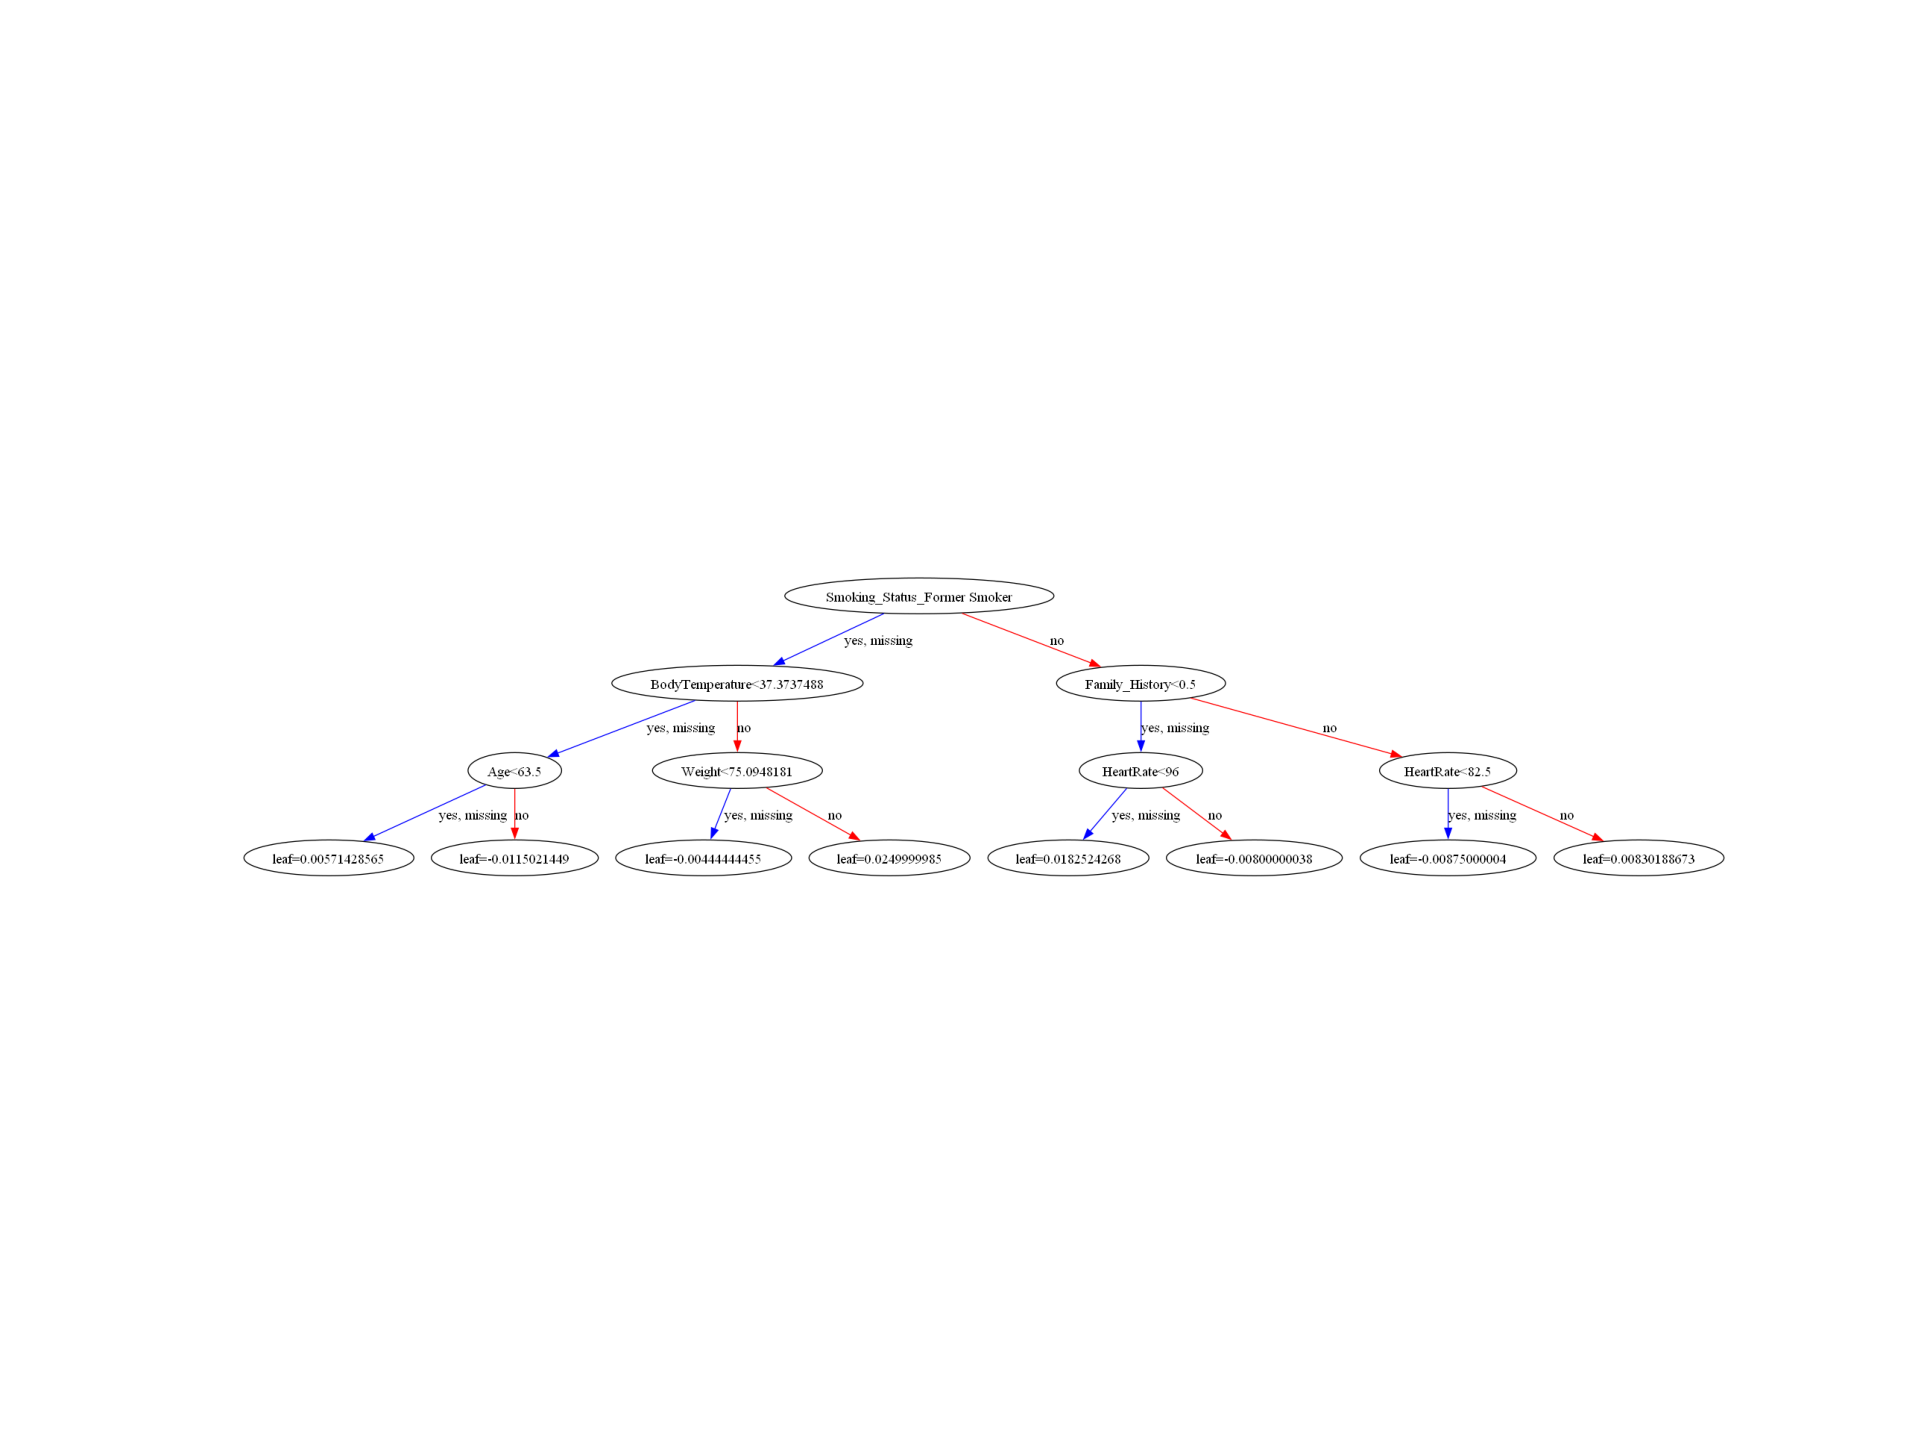 Smoking_Status_Former Smoker
yes, missing
no
BodyTemperature<37.3737488
Family_History<0.5
yes, missing
no
yes, missing
no
Age<63.5
Weight<75.0948181
HeartRate<96
HeartRate<82.5
yes, missing
no
yes, missing
no
yes, missing
no
yes, missing
no
leaf=0.00571428565
leaf=-0.0115021449
leaf=-0.00444444455
leaf=0.0249999985
leaf=0.0182524268
leaf=-0.00800000038
leaf=-0.00875000004
leaf=0.00830188673